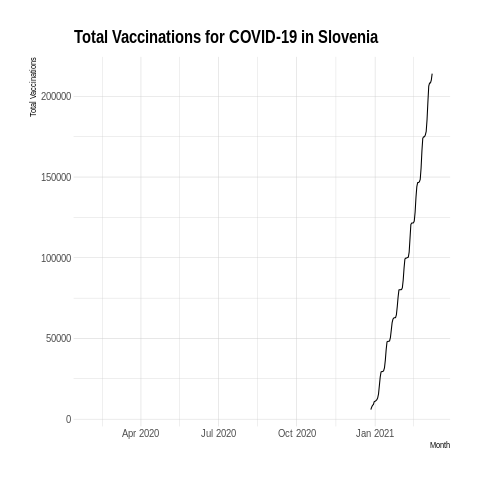 Total Vaccinations for COVID-19 in Slovenia
Total Vaccinations
200000
150000
100000
50000
0
Apr 2020 Jul 2020 Oct 2020 Jan 2021
Month